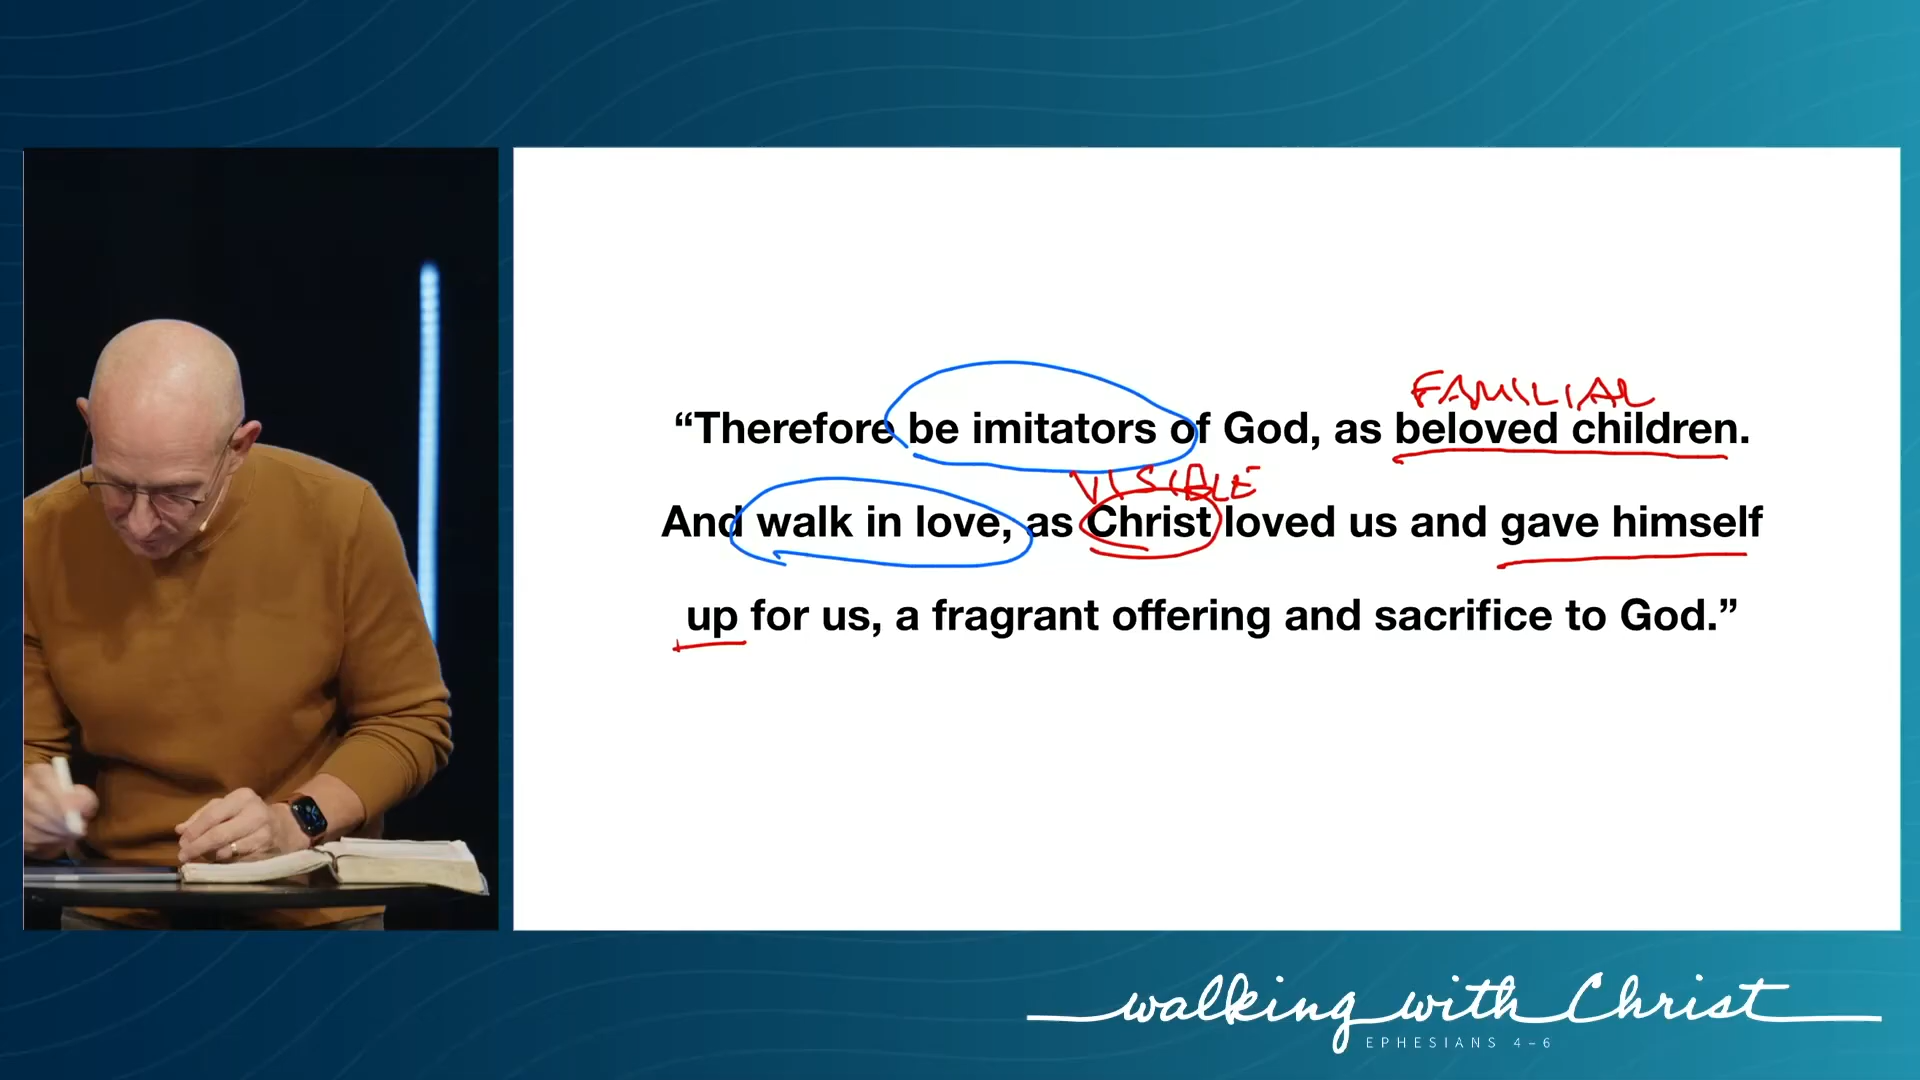 FAMILIAL
“Therefore be imitators of God, as beloved children.
VISIBLE
And walk in love, as Christ loved us and gave himself
up for us, a fragrant offering and sacrifice to God.”
walking with Christ
EPHESIANS 4–6